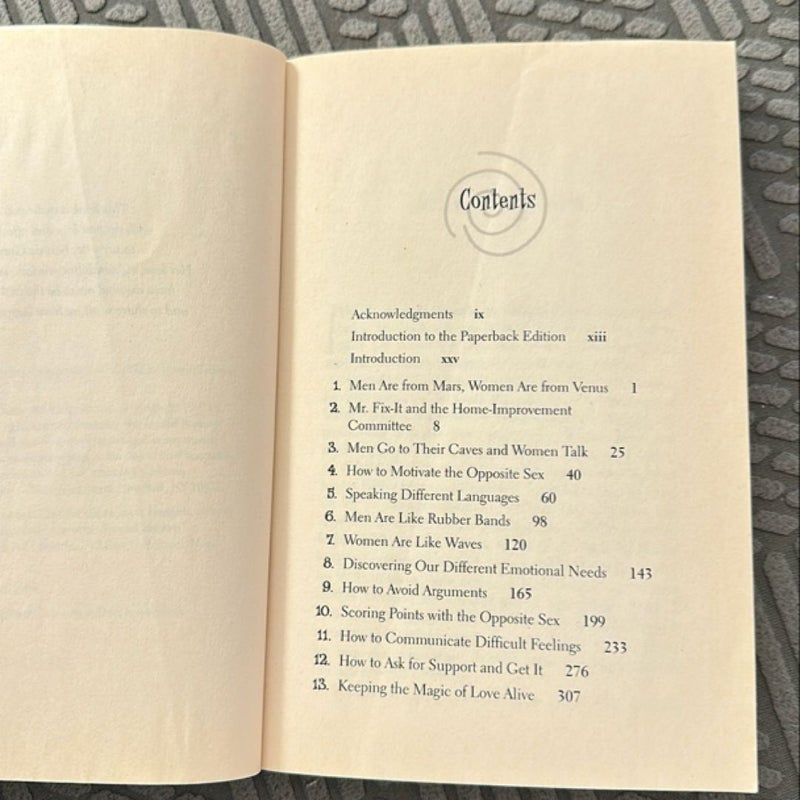 Contents
Acknowledgments ix
Introduction to the Paperback Edition xiii
Introduction xxv
1. Men Are from Mars, Women Are from Venus 1
2. Mr. Fix-It and the Home-Improvement
Committee 8
3. Men Go to Their Caves and Women Talk 25
4. How to Motivate the Opposite Sex 40
5. Speaking Different Languages 60
6. Men Are Like Rubber Bands 98
7. Women Are Like Waves 120
8. Discovering Our Different Emotional Needs 143
9. How to Avoid Arguments 165
10. Scoring Points with the Opposite Sex 199
11. How to Communicate Difficult Feelings 233
12. How to Ask for Support and Get It 276
13. Keeping the Magic of Love Alive 307